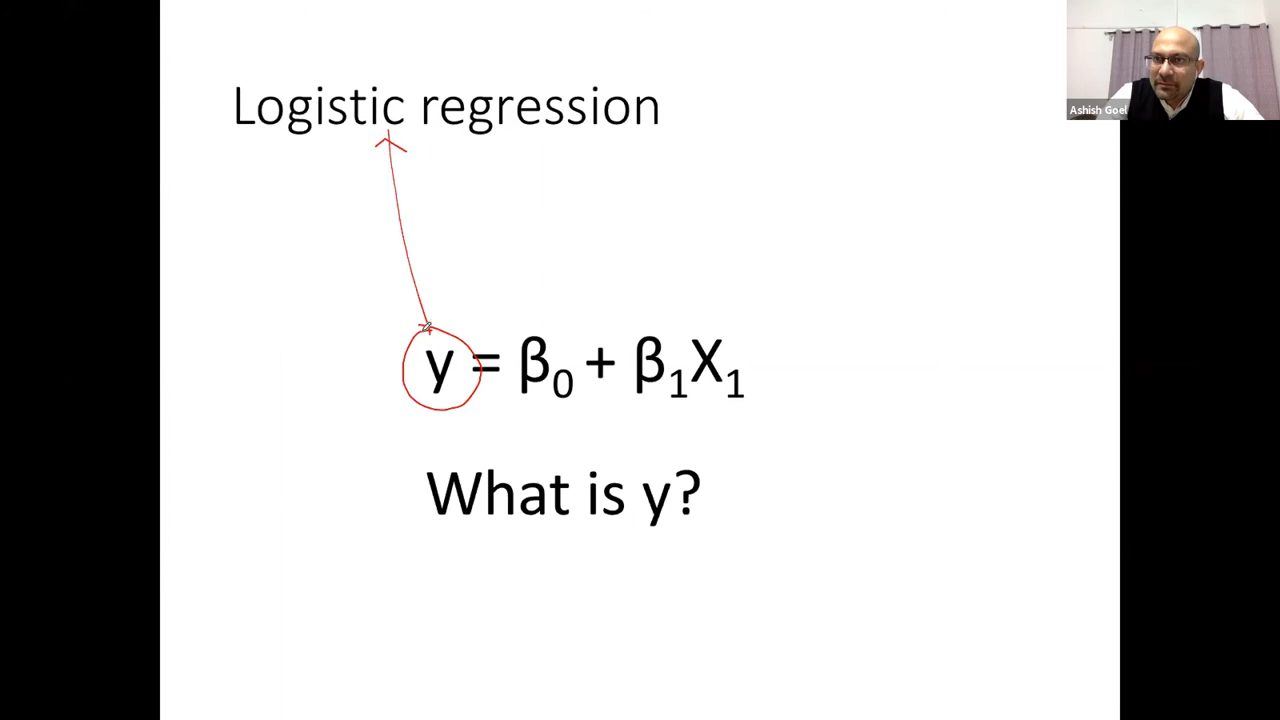 Logistic regression
Ashish Goel
y = β₀ + β₁X₁
What is y?